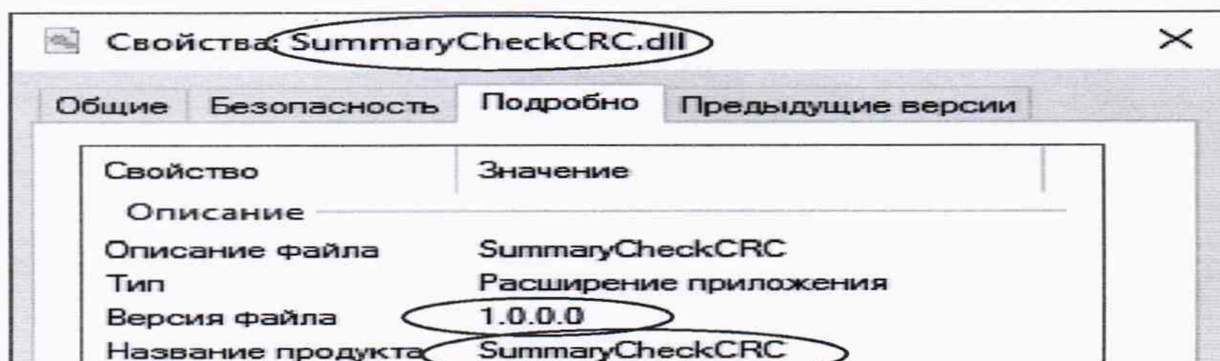 Свойства: SummaryCheckCRC.dll
Общие Безопасность Подробно Предыдущие версии
Свойство Значение
Описание
Описание файла SummaryCheckCRC
Тип Расширение приложения
Версия файла 1.0.0.0
Название продукта SummaryCheckCRC